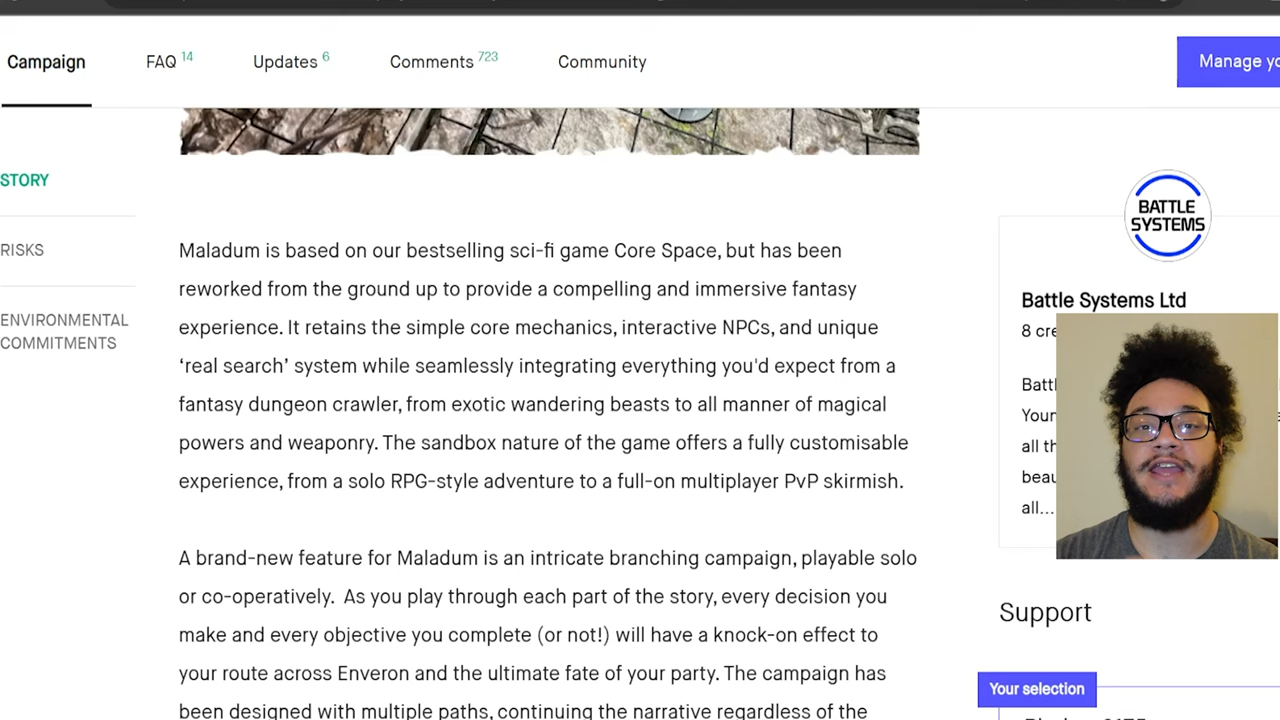 Campaign
FAQ 14
Updates 6
Comments 723
Community
Manage yo
STORY
RISKS
ENVIRONMENTAL
COMMITMENTS
Maladum is based on our bestselling sci-fi game Core Space, but has been
reworked from the ground up to provide a compelling and immersive fantasy
experience. It retains the simple core mechanics, interactive NPCs, and unique
‘real search’ system while seamlessly integrating everything you'd expect from a
fantasy dungeon crawler, from exotic wandering beasts to all manner of magical
powers and weaponry. The sandbox nature of the game offers a fully customisable
experience, from a solo RPG-style adventure to a full-on multiplayer PvP skirmish.
A brand-new feature for Maladum is an intricate branching campaign, playable solo
or co-operatively.  As you play through each part of the story, every decision you
make and every objective you complete (or not!) will have a knock-on effect to
your route across Enveron and the ultimate fate of your party. The campaign has
been designed with multiple paths, continuing the narrative regardless of the
BATTLE
SYSTEMS
Battle Systems Ltd
8 cre
Battl
Your
all th
beau
all...
Support
Your selection